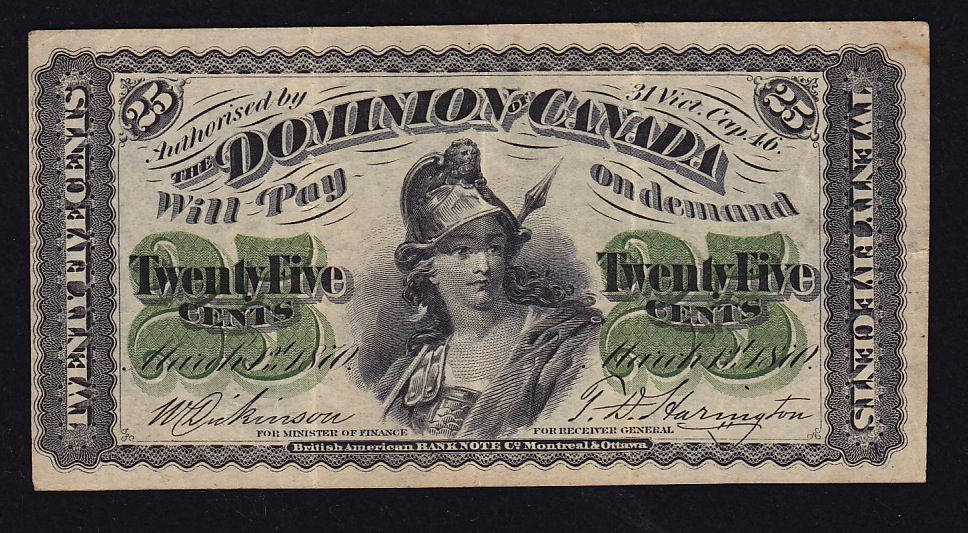 25 25
Authorised by 31 Vict. Cap. 46.
THE DOMINION OF CANADA
Will Pay on demand
TWENTY FIVE CENTS
25 25
Twenty Five Twenty Five
CENTS CENTS
March 1st 1870. March 1st 1870.
W Dickinson T D Harington
FOR MINISTER OF FINANCE FOR RECEIVER GENERAL
British American BANK NOTE Co. Montreal & Ottawa
TWENTY FIVE CENTS